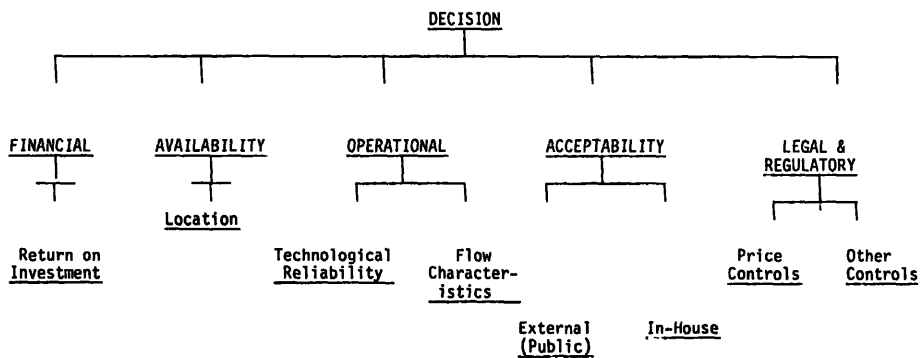 DECISION
FINANCIAL
AVAILABILITY
OPERATIONAL
ACCEPTABILITY
LEGAL &
REGULATORY
Return on
Investment
Location
Technological
Reliability
Flow
Character-
istics
External
(Public)
In-House
Price
Controls
Other
Controls